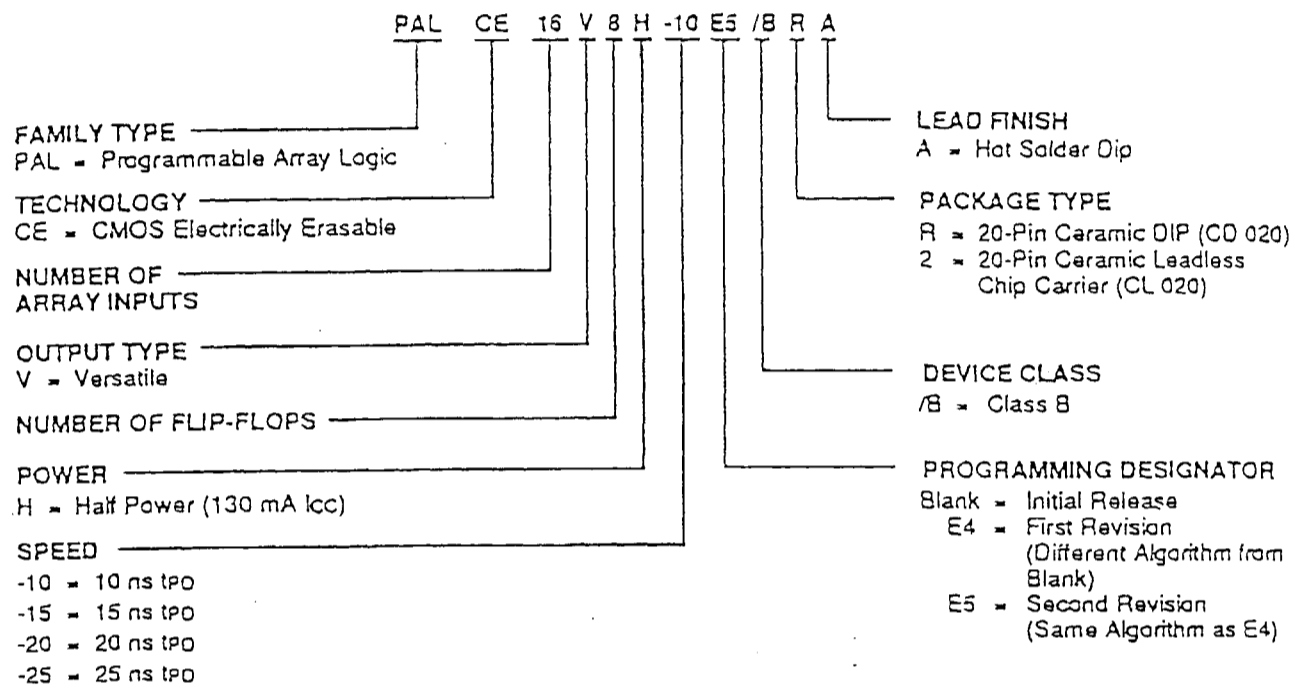 PAL CE 16 V 8 H -10 E5 /B R A
FAMILY TYPE
PAL = Programmable Array Logic
TECHNOLOGY
CE = CMOS Electrically Erasable
NUMBER OF
ARRAY INPUTS
OUTPUT TYPE
V = Versatile
NUMBER OF FLIP-FLOPS
POWER
H = Half Power (130 mA Icc)
SPEED
-10 = 10 ns tPD
-15 = 15 ns tPD
-20 = 20 ns tPD
-25 = 25 ns tPD
LEAD FINISH
A = Hot Solder Dip
PACKAGE TYPE
R = 20-Pin Ceramic DIP (CD 020)
2 = 20-Pin Ceramic Leadless
Chip Carrier (CL 020)
DEVICE CLASS
/B = Class B
PROGRAMMING DESIGNATOR
Blank = Initial Release
E4 = First Revision
(Different Algorithm from
Blank)
E5 = Second Revision
(Same Algorithm as E4)